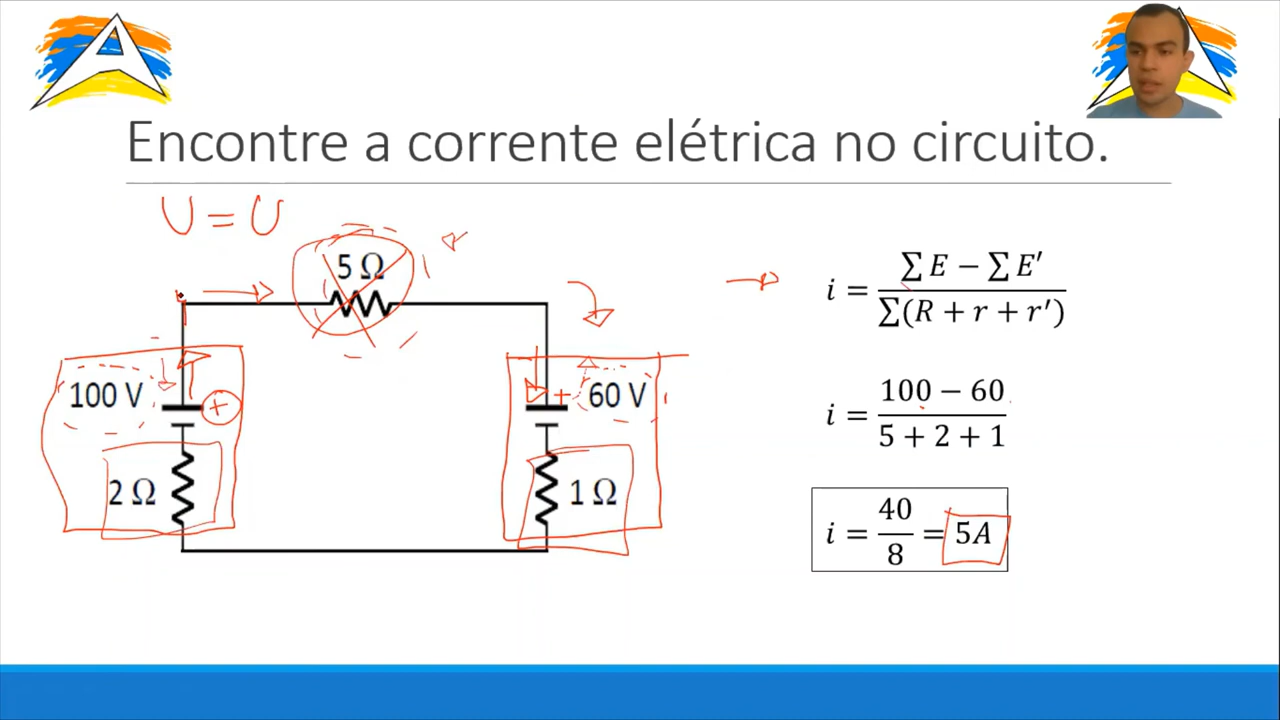 Encontre a corrente elétrica no circuito.
U = U
5 Ω
100 V
+
+
60 V
2 Ω
1 Ω
i = (∑ E − ∑ E′) / ∑(R + r + r′)
i = (100 − 60) / (5 + 2 + 1)
i = 40 / 8 = 5A